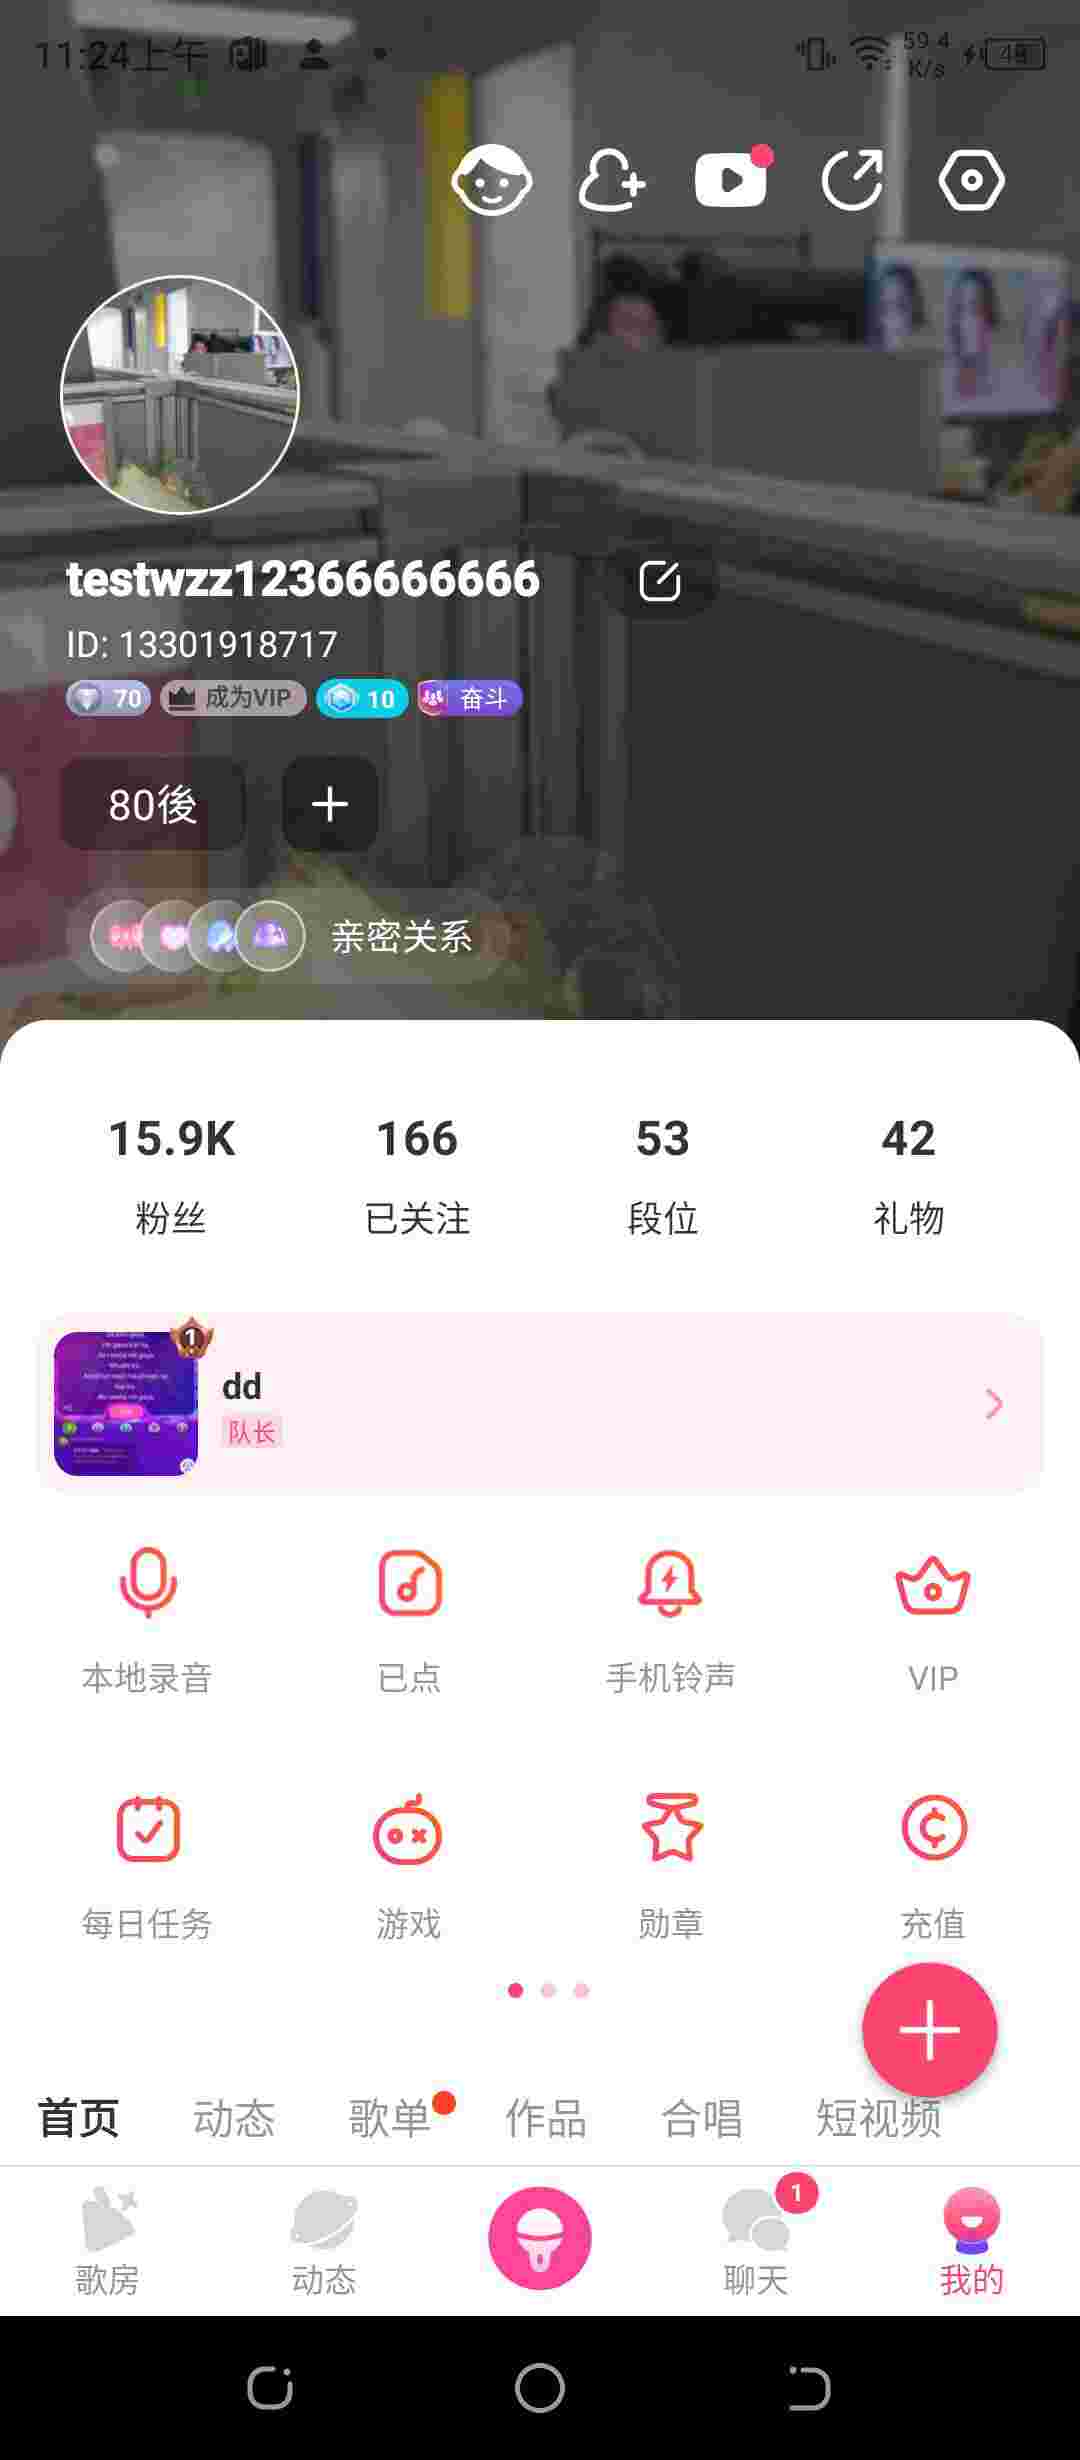 11:24上午
59.4 K/s
48
testwzz12366666666
ID: 13301918717
70 成为VIP 10 奋斗
80後 +
亲密关系
15.9K 166 53 42
粉丝 已关注 段位 礼物
1
dd
队长
本地录音 已点 手机铃声 VIP
每日任务 游戏 勋章 充值
首页 动态 歌单 作品 合唱 短视频
1
歌房 动态 聊天 我的